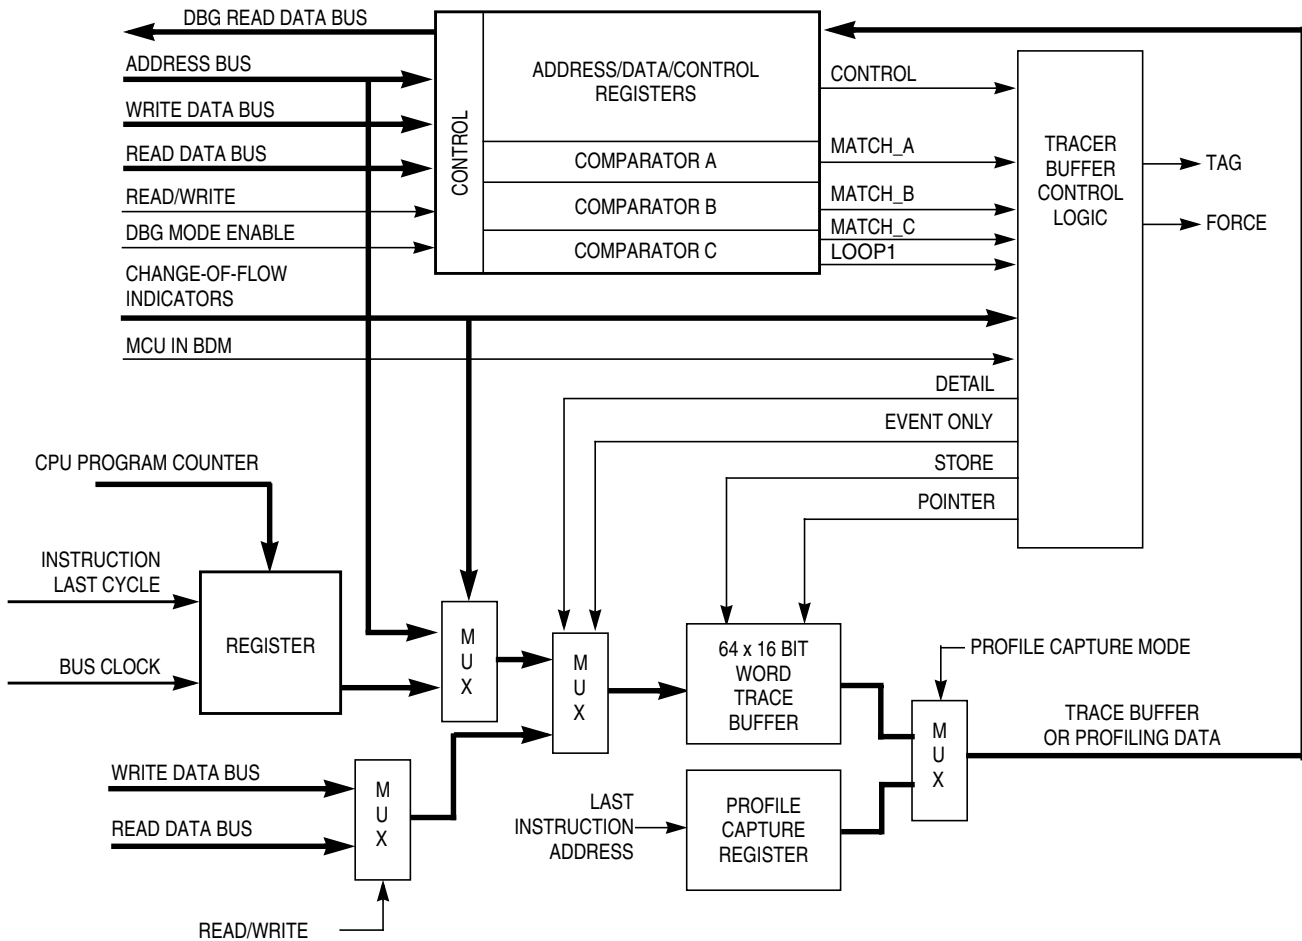 DBG READ DATA BUS
ADDRESS BUS
WRITE DATA BUS
READ DATA BUS
READ/WRITE
DBG MODE ENABLE
CHANGE-OF-FLOW
INDICATORS
MCU IN BDM
CONTROL
ADDRESS/DATA/CONTROL
REGISTERS
COMPARATOR A
COMPARATOR B
COMPARATOR C
CONTROL
MATCH_A
MATCH_B
MATCH_C
LOOP1
TRACER
BUFFER
CONTROL
LOGIC
TAG
FORCE
DETAIL
EVENT ONLY
STORE
POINTER
CPU PROGRAM COUNTER
INSTRUCTION
LAST CYCLE
BUS CLOCK
REGISTER
M
U
X
M
U
X
64 x 16 BIT
WORD
TRACE
BUFFER
PROFILE CAPTURE MODE
M
U
X
TRACE BUFFER
OR PROFILING DATA
WRITE DATA BUS
READ DATA BUS
M
U
X
READ/WRITE
LAST
INSTRUCTION
ADDRESS
PROFILE
CAPTURE
REGISTER